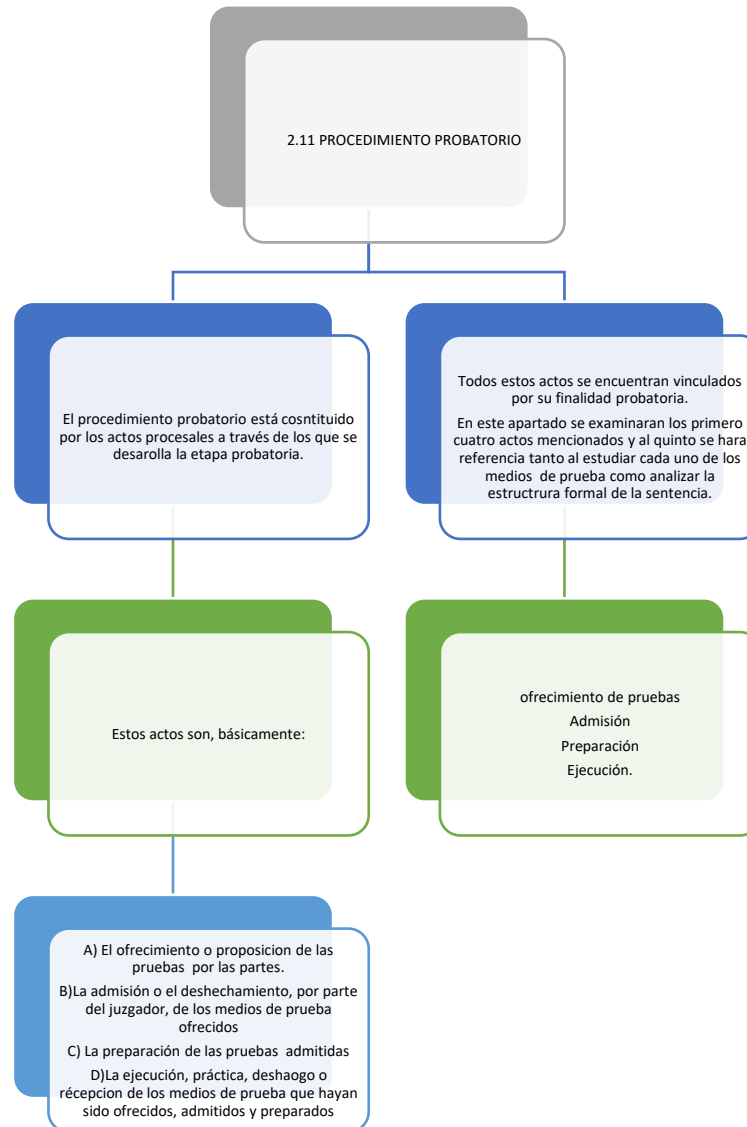 2.11 PROCEDIMIENTO PROBATORIO
El procedimiento probatorio está cosntituido
por los actos procesales a través de los que se
desarolla la etapa probatoria.
Todos estos actos se encuentran vinculados
por su finalidad probatoria.
En este apartado se examinaran los primero
cuatro actos mencionados y al quinto se hara
referencia tanto al estudiar cada uno de los
medios de prueba como analizar la
estructrura formal de la sentencia.
Estos actos son, básicamente:
ofrecimiento de pruebas
Admisión
Preparación
Ejecución.
A) El ofrecimiento o proposicion de las
pruebas por las partes.
B)La admisión o el deshechamiento, por parte
del juzgador, de los medios de prueba
ofrecidos
C) La preparación de las pruebas admitidas
D)La ejecución, práctica, deshaogo o
récepcion de los medios de prueba que hayan
sido ofrecidos, admitidos y preparados